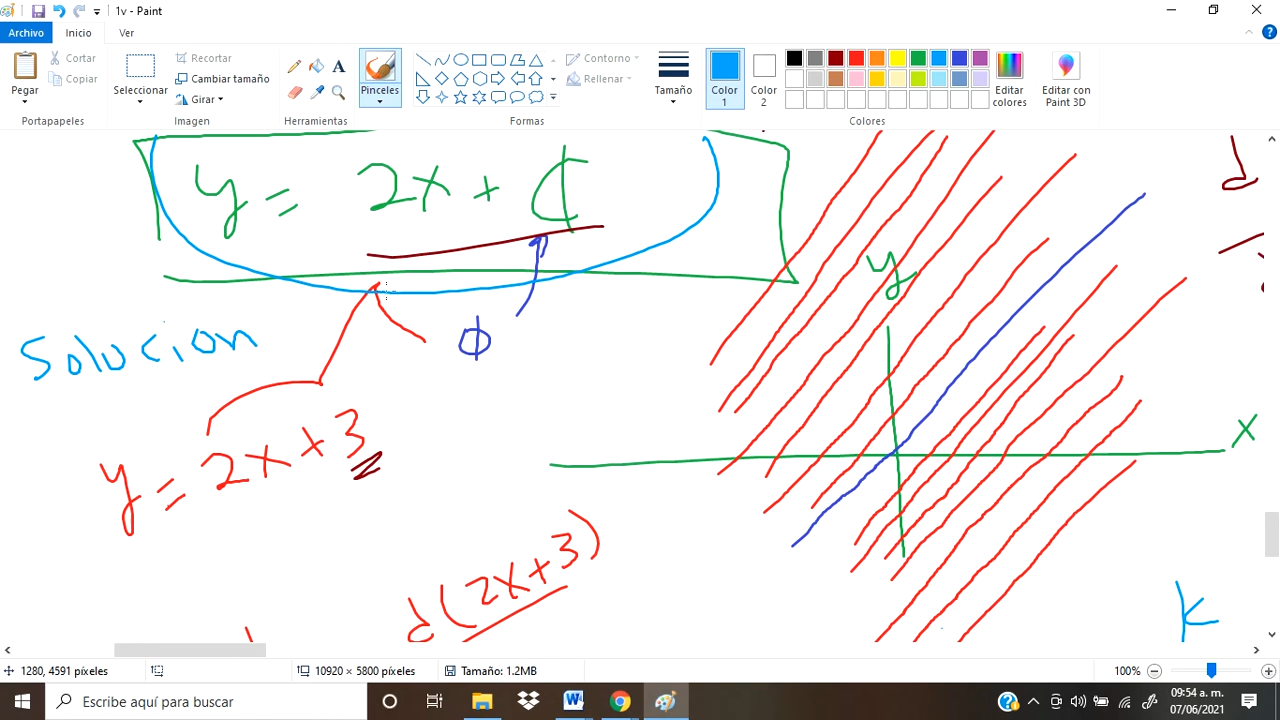 1v - Paint
Archivo Inicio Ver
Pegar
Cortar
Copiar
Portapapeles
Seleccionar
Recortar
Cambiar tamaño
Girar
Imagen
A
Herramientas
Pinceles
Contorno
Rellenar
Formas
Tamaño
Color 1
Color 2
Editar colores
Editar con Paint 3D
Colores
y = 2x + ₵
ϕ
Solucion
y = 2x + 3
d(2x+3)
y
x
k
1280, 4591 píxeles
10920 × 5800 píxeles
Tamaño: 1.2MB
100%
Escribe aquí para buscar
09:54 a. m.
07/06/2021